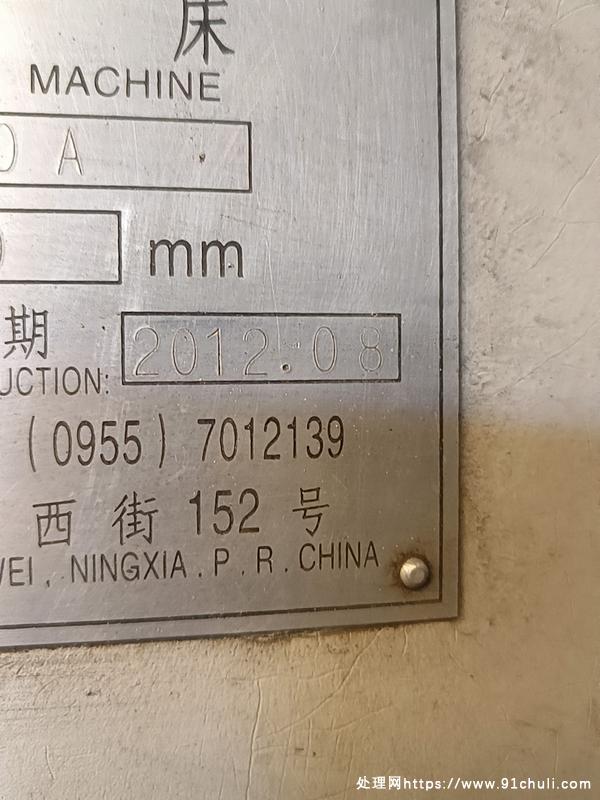 床
MACHINE
0 A
mm
期 2012.08
UCTION:
(0955) 7012139
西 街 152 号
WEI , NINGXIA . P . R . CHINA
处理网https://www.91chuli.com